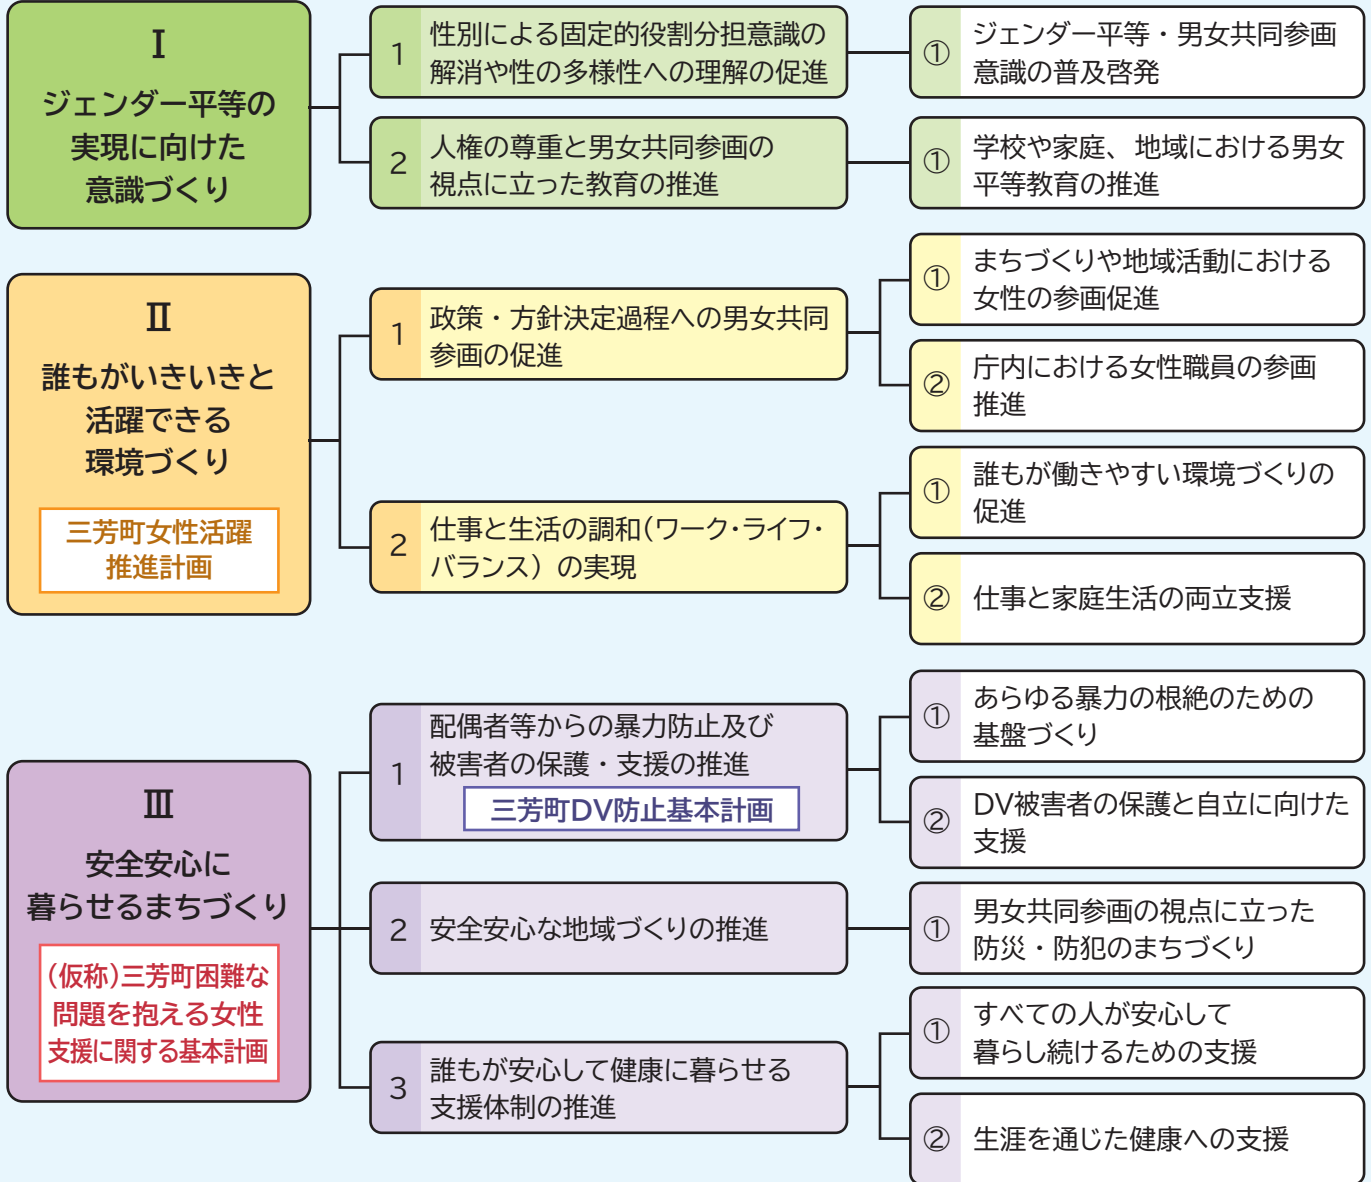 Ⅰ
ジェンダー平等の
実現に向けた
意識づくり
1
性別による固定的役割分担意識の
解消や性の多様性への理解の促進
①
ジェンダー平等・男女共同参画
意識の普及啓発
2
人権の尊重と男女共同参画の
視点に立った教育の推進
①
学校や家庭、地域における男女
平等教育の推進
Ⅱ
誰もがいきいきと
活躍できる
環境づくり
三芳町女性活躍
推進計画
1
政策・方針決定過程への男女共同
参画の促進
①
まちづくりや地域活動における
女性の参画促進
②
庁内における女性職員の参画
推進
2
仕事と生活の調和(ワーク・ライフ・
バランス)の実現
①
誰もが働きやすい環境づくりの
促進
②
仕事と家庭生活の両立支援
Ⅲ
安全安心に
暮らせるまちづくり
(仮称)三芳町困難な
問題を抱える女性
支援に関する基本計画
1
配偶者等からの暴力防止及び
被害者の保護・支援の推進
三芳町DV防止基本計画
①
あらゆる暴力の根絶のための
基盤づくり
②
DV被害者の保護と自立に向けた
支援
2
安全安心な地域づくりの推進
①
男女共同参画の視点に立った
防災・防犯のまちづくり
3
誰もが安心して健康に暮らせる
支援体制の推進
①
すべての人が安心して
暮らし続けるための支援
②
生涯を通じた健康への支援